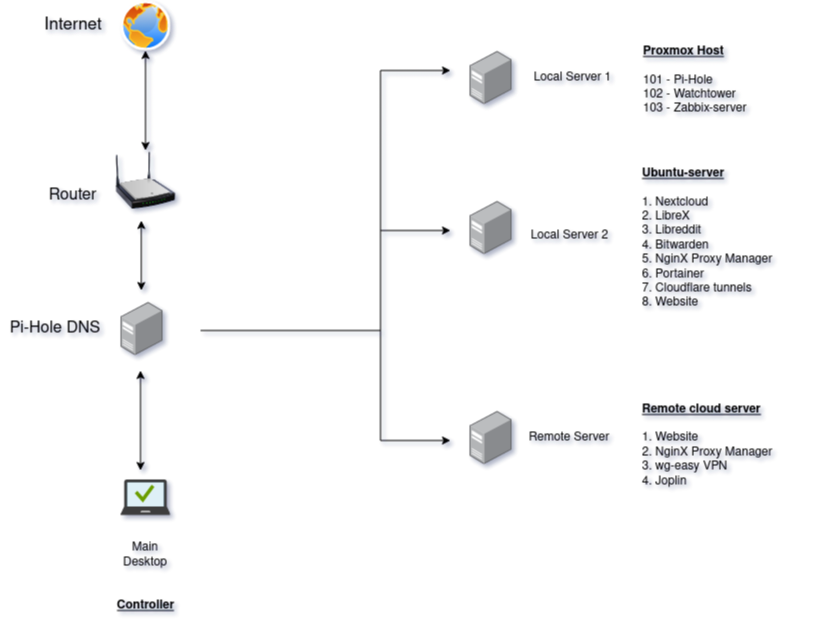 Internet
Router
Pi-Hole DNS
Main
Desktop
Controller
Local Server 1
Proxmox Host
101 - Pi-Hole
102 - Watchtower
103 - Zabbix-server
Local Server 2
Ubuntu-server
1. Nextcloud
2. LibreX
3. Libreddit
4. Bitwarden
5. NginX Proxy Manager
6. Portainer
7. Cloudflare tunnels
8. Website
Remote Server
Remote cloud server
1. Website
2. NginX Proxy Manager
3. wg-easy VPN
4. Joplin